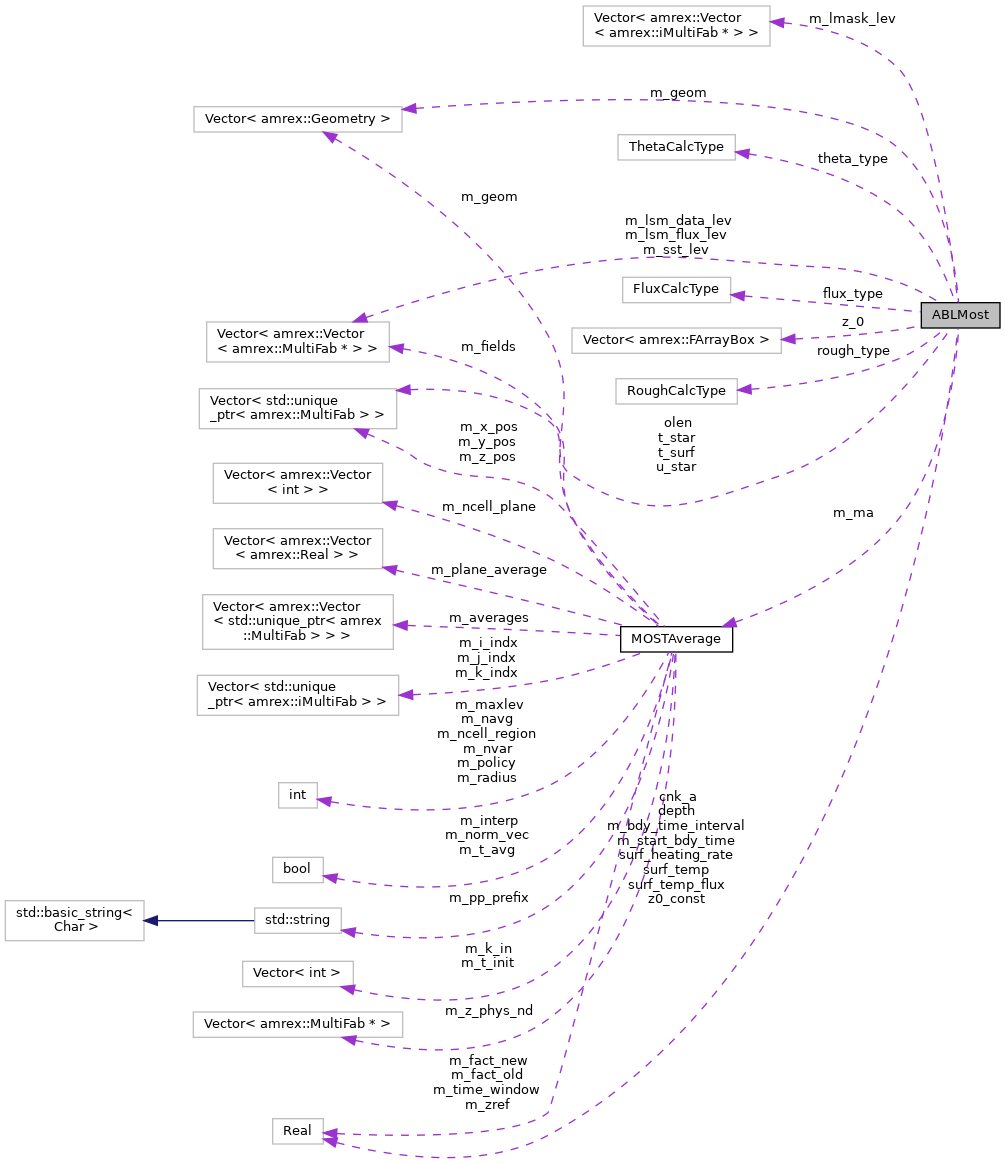 Vector< amrex::Vector
< amrex::iMultiFab * > >
m_lmask_lev
m_geom
Vector< amrex::Geometry >
ThetaCalcType
theta_type
m_geom
m_lsm_data_lev
m_lsm_flux_lev
m_sst_lev
FluxCalcType
flux_type
ABLMost
z_0
Vector< amrex::Vector
< amrex::MultiFab * > >
Vector< amrex::FArrayBox >
m_fields
rough_type
RoughCalcType
Vector< std::unique
_ptr< amrex::MultiFab > >
m_x_pos
m_y_pos
m_z_pos
olen
t_star
t_surf
u_star
Vector< amrex::Vector
< int > >
m_ncell_plane
m_ma
Vector< amrex::Vector
< amrex::Real > >
m_plane_average
Vector< amrex::Vector
< std::unique_ptr< amrex
::MultiFab > > >
m_averages
MOSTAverage
m_i_indx
m_j_indx
m_k_indx
Vector< std::unique
_ptr< amrex::iMultiFab > >
m_maxlev
m_navg
m_ncell_region
m_nvar
m_policy
m_radius
int
cnk_a
depth
m_bdy_time_interval
m_start_bdy_time
surf_heating_rate
surf_temp
surf_temp_flux
z0_const
m_interp
m_norm_vec
m_t_avg
bool
m_pp_prefix
std::basic_string<
Char >
std::string
m_k_in
m_t_init
Vector< int >
m_z_phys_nd
Vector< amrex::MultiFab * >
m_fact_new
m_fact_old
m_time_window
m_zref
Real